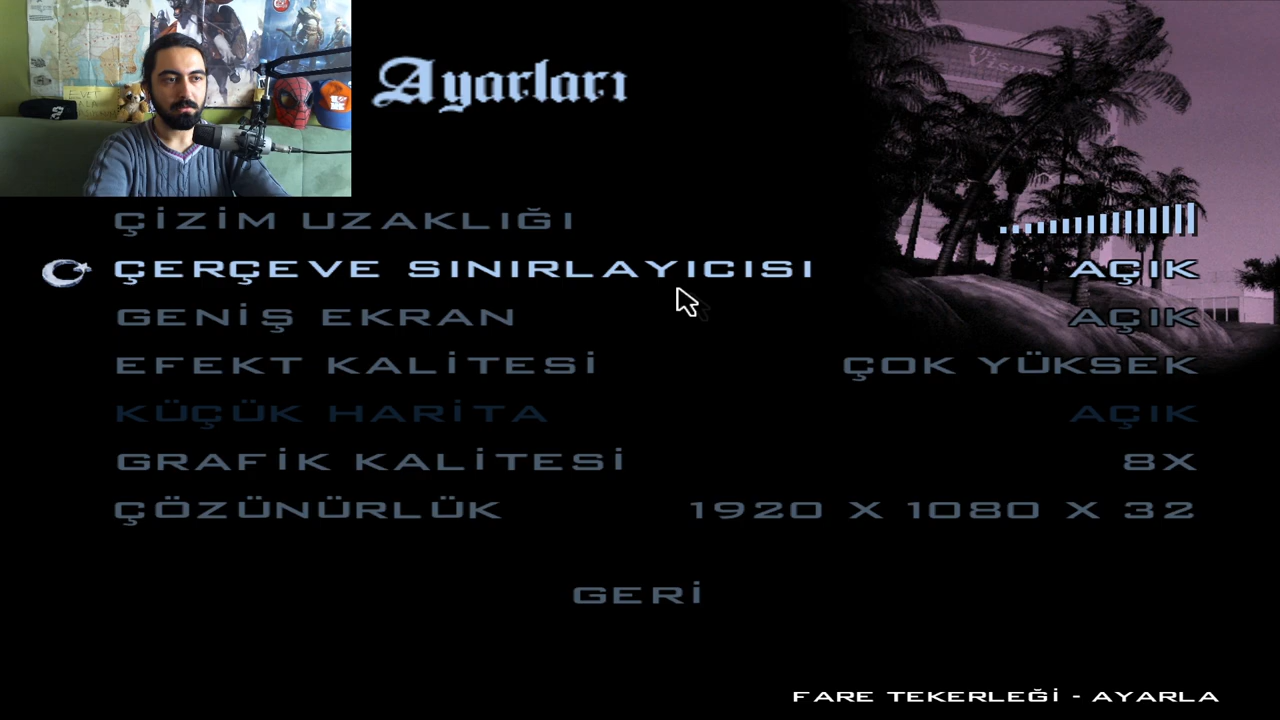 Ayarları
ÇİZİM UZAKLIĞI
ÇERÇEVE SINIRLAYICISI AÇIK
GENİŞ EKRAN AÇIK
EFEKT KALİTESİ ÇOK YÜKSEK
KÜÇÜK HARİTA AÇIK
GRAFİK KALİTESİ 8X
ÇÖZÜNÜRLÜK 1920 X 1080 X 32
GERİ
FARE TEKERLEĞİ - AYARLA